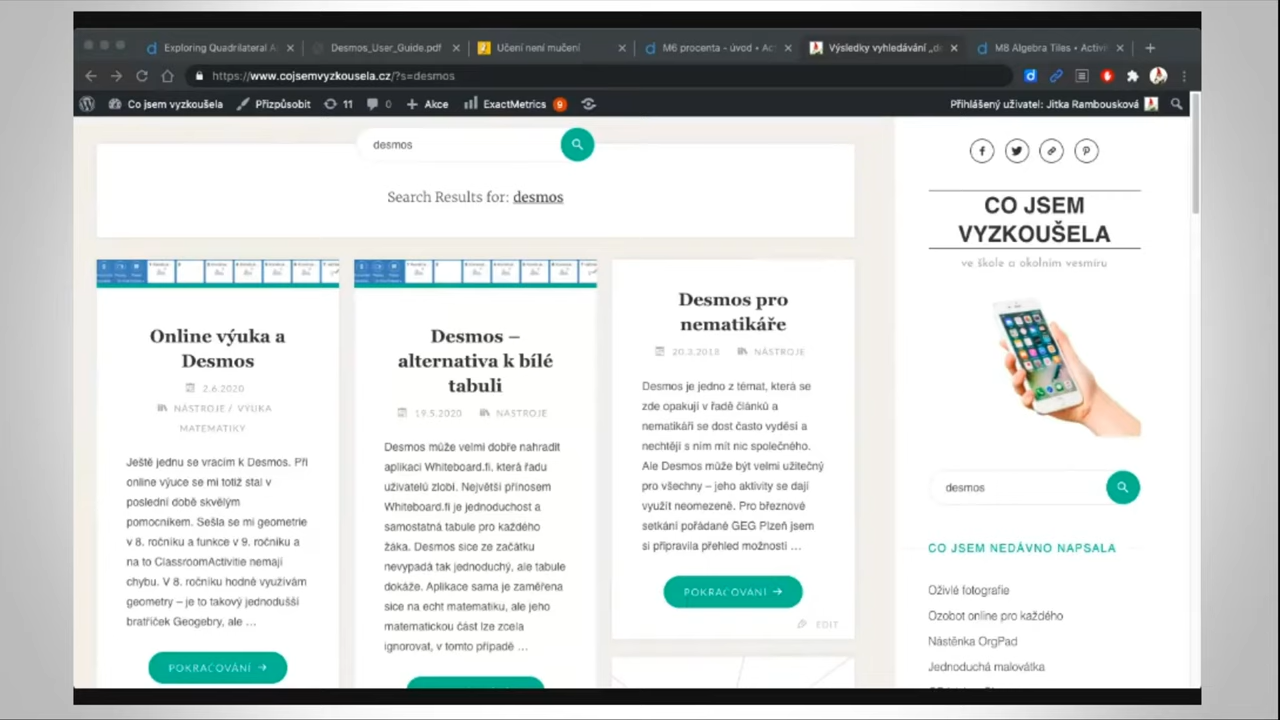 Exploring Quadrilateral A
Desmos_User_Guide.pdf
Učení není mučení
M6 procenta - úvod • Ac
Výsledky vyhledávání „d
M8 Algebra Tiles • Activi
https://www.cojsemvyzkousela.cz/?s=desmos
Co jsem vyzkoušela
Přizpůsobit
11
0
Akce
ExactMetrics
9
Přihlášený uživatel: Jitka Rambousková
desmos
Search Results for: desmos
Online výuka a
Desmos
2.6.2020
NÁSTROJE / VÝUKA
MATEMATIKY
Ještě jednu se vracím k Desmos. Při
online výuce se mi totiž stal v
poslední době skvělým
pomocníkem. Sešla se mi geometrie
v 8. ročníku a funkce v 9. ročníku a
na to ClassroomActivitie nemají
chybu. V 8. ročníku hodně využívám
geometry – je to takový jednodušší
bratříček Geogebry, ale …
POKRAČOVÁNÍ
Desmos –
alternativa k bílé
tabuli
19.5.2020
NÁSTROJE
Desmos může velmi dobře nahradit
aplikaci Whiteboard.fi, která řadu
uživatelů zlobí. Největší přínosem
Whiteboard.fi je jednoduchost a
samostatná tabule pro každého
žáka. Desmos sice ze začátku
nevypadá tak jednoduchý, ale tabule
dokáže. Aplikace sama je zaměřena
sice na echt matematiku, ale jeho
matematickou část lze zcela
ignorovat, v tomto případě …
Desmos pro
nematikáře
20.3.2018
NÁSTROJE
Desmos je jedno z témat, která se
zde opakují v řadě článků a
nematikáři se dost často vyděsí a
nechtějí s ním mít nic společného.
Ale Desmos může být velmi užitečný
pro všechny – jeho aktivity se dají
využít neomezeně. Pro březnové
setkání pořádané GEG Plzeň jsem
si připravila přehled možností …
POKRAČOVÁNÍ
EDIT
CO JSEM
VYZKOUŠELA
ve škole a okolním vesmíru
desmos
CO JSEM NEDÁVNO NAPSALA
Oživlé fotografie
Ozobot online pro každého
Nástěnka OrgPad
Jednoduchá malovátka